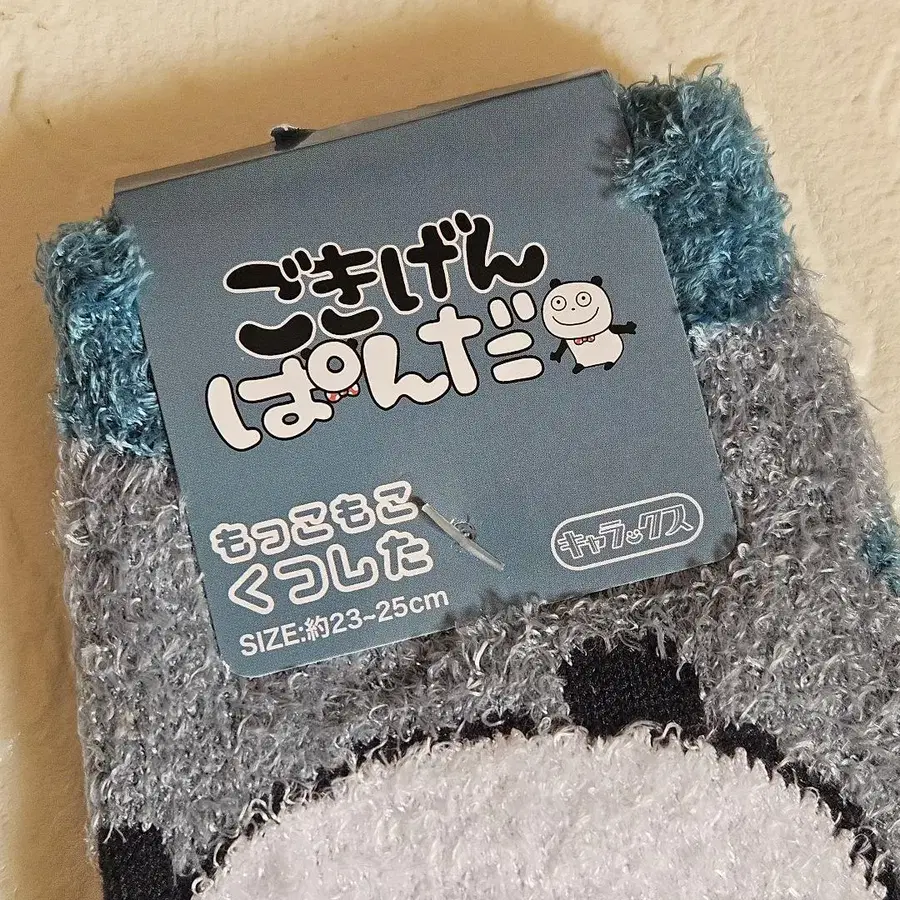 ごきげん
ぱんだ
もっこもこ
くつした
SIZE:約23~25cm
キャラックス